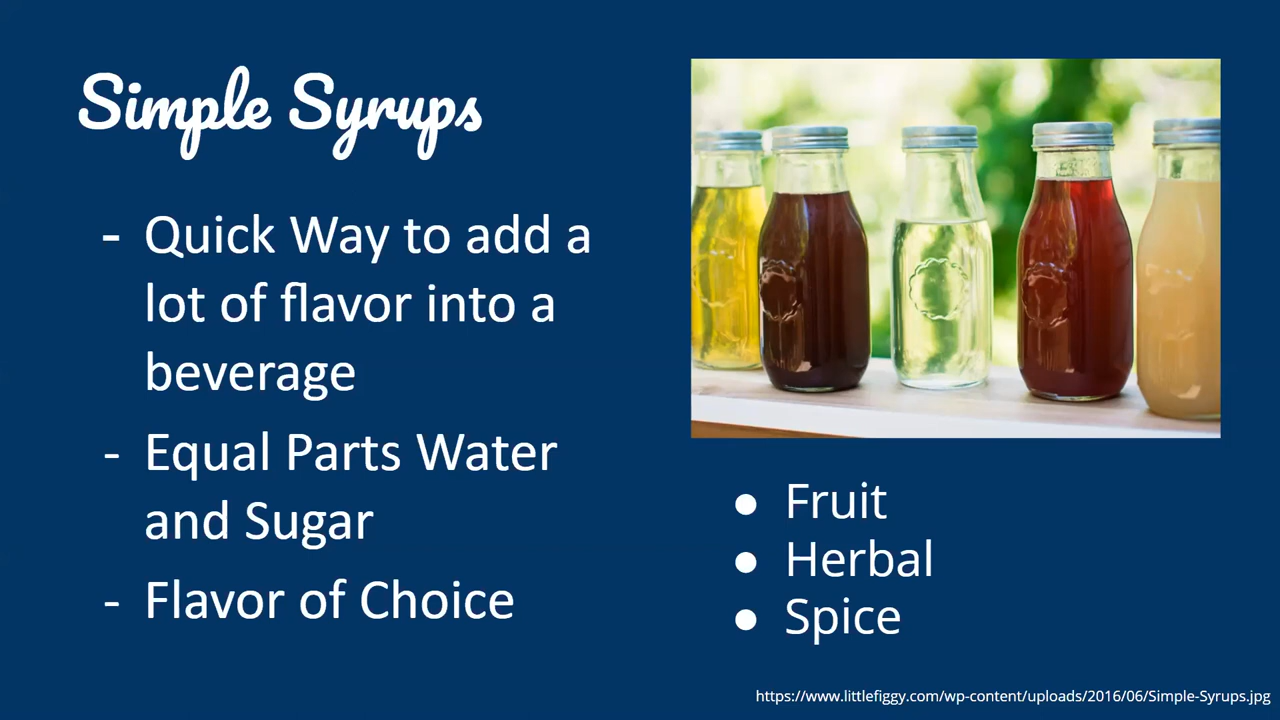 Simple Syrups
- Quick Way to add a
lot of flavor into a
beverage
- Equal Parts Water
and Sugar
- Flavor of Choice
● Fruit
● Herbal
● Spice
https://www.littlefiggy.com/wp-content/uploads/2016/06/Simple-Syrups.jpg